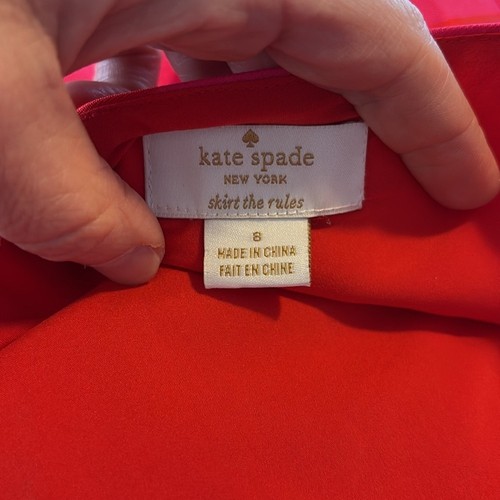 kate spade
NEW YORK
skirt the rules
8
MADE IN CHINA
FAIT EN CHINE